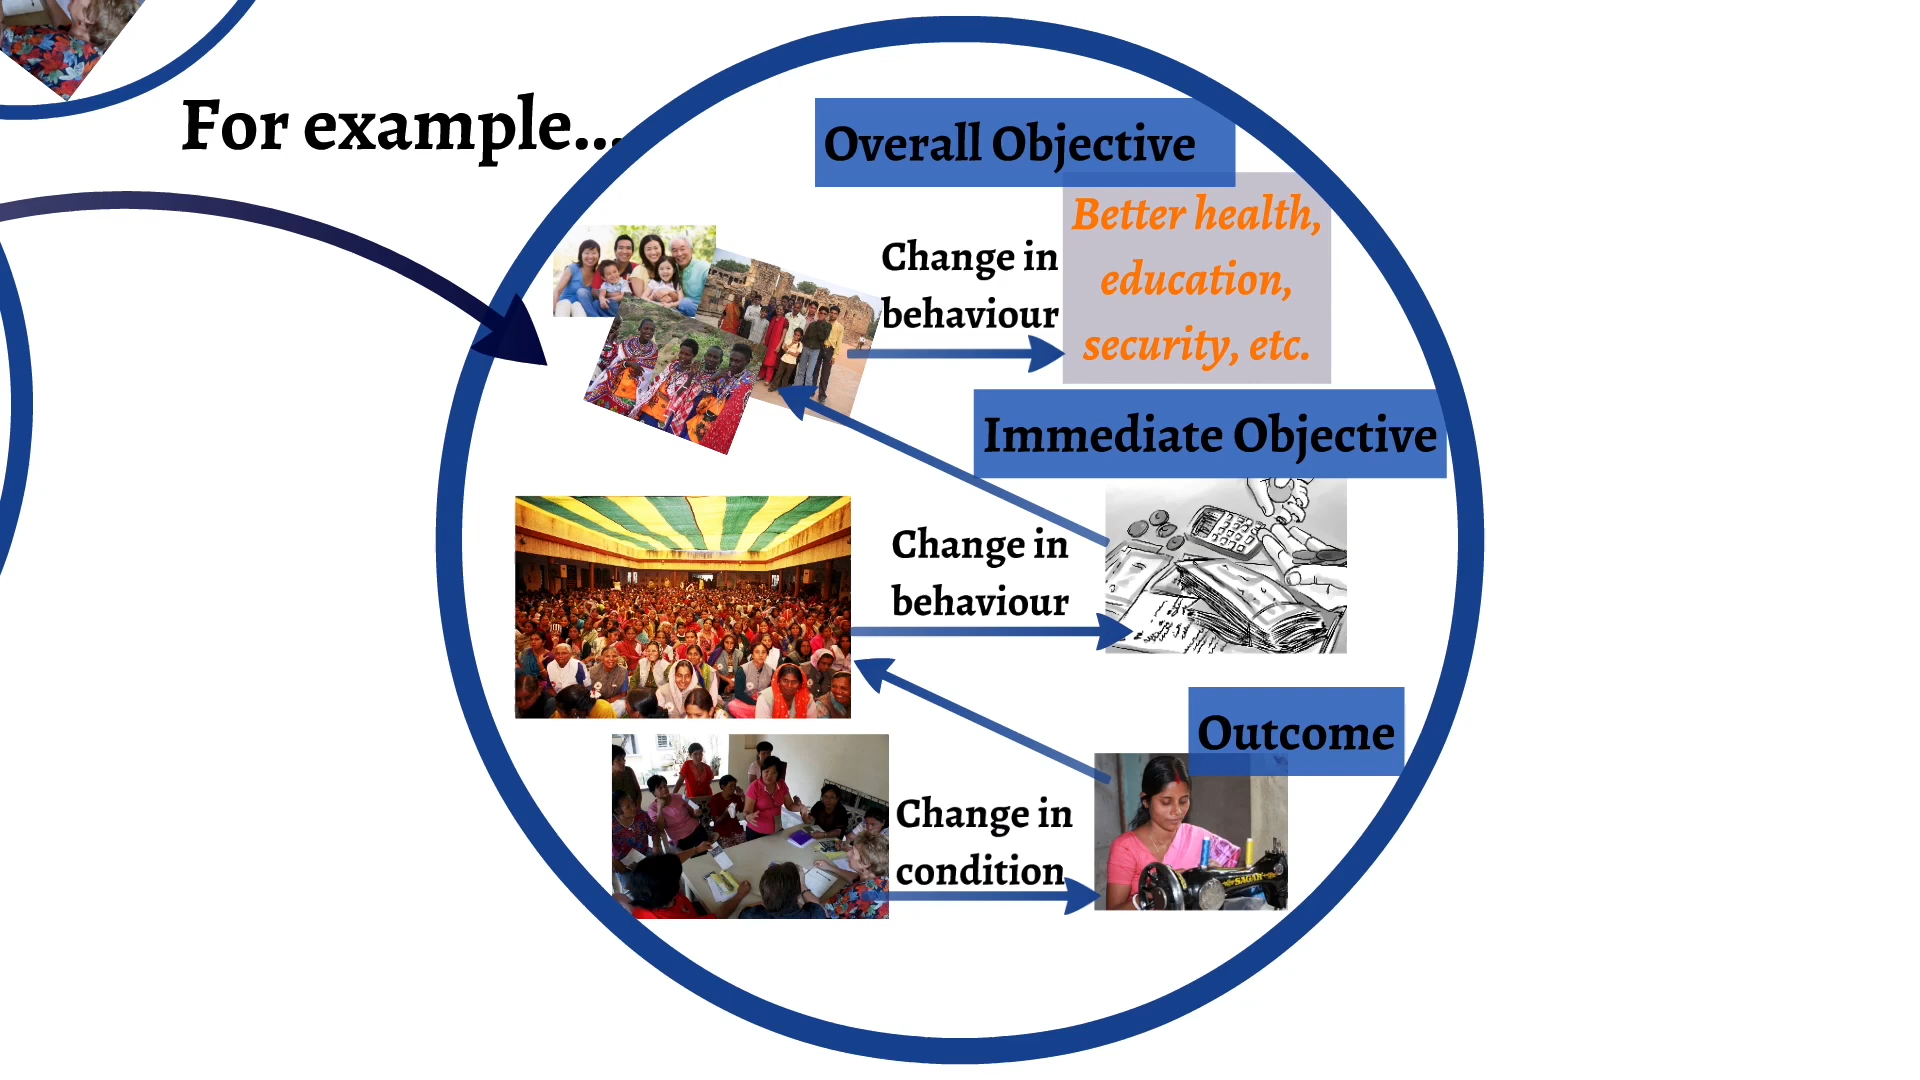 For example...
Overall Objective
Change in
behaviour
Better health,
education,
security, etc.
Immediate Objective
Change in
behaviour
Outcome
Change in
condition
SAGAR